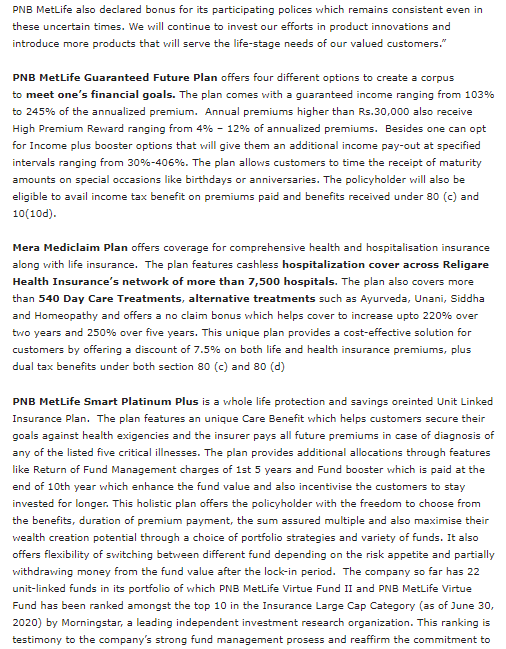 PNB MetLife also declared bonus for its participating polices which remains consistent even in
these uncertain times. We will continue to invest our efforts in product innovations and
introduce more products that will serve the life-stage needs of our valued customers.”
PNB MetLife Guaranteed Future Plan offers four different options to create a corpus
to meet one’s financial goals. The plan comes with a guaranteed income ranging from 103%
to 245% of the annualized premium. Annual premiums higher than Rs.30,000 also receive
High Premium Reward ranging from 4% – 12% of annualized premiums. Besides one can opt
for Income plus booster options that will give them an additional income pay-out at specified
intervals ranging from 30%-406%. The plan allows customers to time the receipt of maturity
amounts on special occasions like birthdays or anniversaries. The policyholder will also be
eligible to avail income tax benefit on premiums paid and benefits received under 80 (c) and
10(10d).
Mera Mediclaim Plan offers coverage for comprehensive health and hospitalisation insurance
along with life insurance. The plan features cashless hospitalization cover across Religare
Health Insurance’s network of more than 7,500 hospitals. The plan also covers more
than 540 Day Care Treatments, alternative treatments such as Ayurveda, Unani, Siddha
and Homeopathy and offers a no claim bonus which helps cover to increase upto 220% over
two years and 250% over five years. This unique plan provides a cost-effective solution for
customers by offering a discount of 7.5% on both life and health insurance premiums, plus
dual tax benefits under both section 80 (c) and 80 (d)
PNB MetLife Smart Platinum Plus is a whole life protection and savings oreinted Unit Linked
Insurance Plan. The plan features an unique Care Benefit which helps customers secure their
goals against health exigencies and the insurer pays all future premiums in case of diagnosis of
any of the listed five critical illnesses. The plan provides additional allocations through features
like Return of Fund Management charges of 1st 5 years and Fund booster which is paid at the
end of 10th year which enhance the fund value and also incentivise the customers to stay
invested for longer. This holistic plan offers the policyholder with the freedom to choose from
the benefits, duration of premium payment, the sum assured multiple and also maximise their
wealth creation potential through a choice of portfolio strategies and variety of funds. It also
offers flexibility of switching between different fund depending on the risk appetite and partially
withdrawing money from the fund value after the lock-in period. The company so far has 22
unit-linked funds in its portfolio of which PNB MetLife Virtue Fund II and PNB MetLife Virtue
Fund has been ranked amongst the top 10 in the Insurance Large Cap Category (as of June 30,
2020) by Morningstar, a leading independent investment research organization. This ranking is
testimony to the company’s strong fund management prosess and reaffirm the commitment to